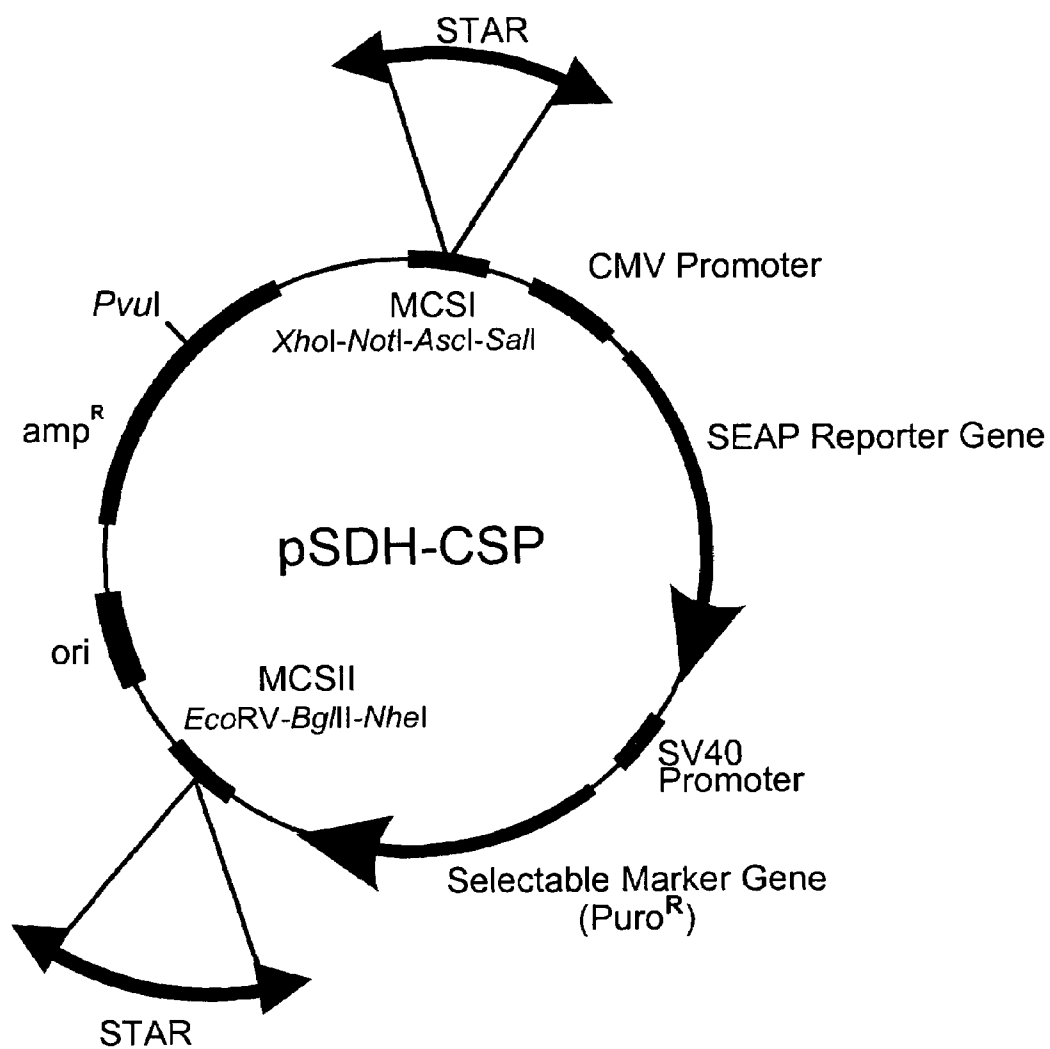 STAR
CMV Promoter
PvuI
MCSI
XhoI-NotI-AscI-SalI
amp^R
SEAP Reporter Gene
pSDH-CSP
ori
MCSII
EcoRV-BglII-NheI
SV40
Promoter
Selectable Marker Gene
(Puro^R)
STAR